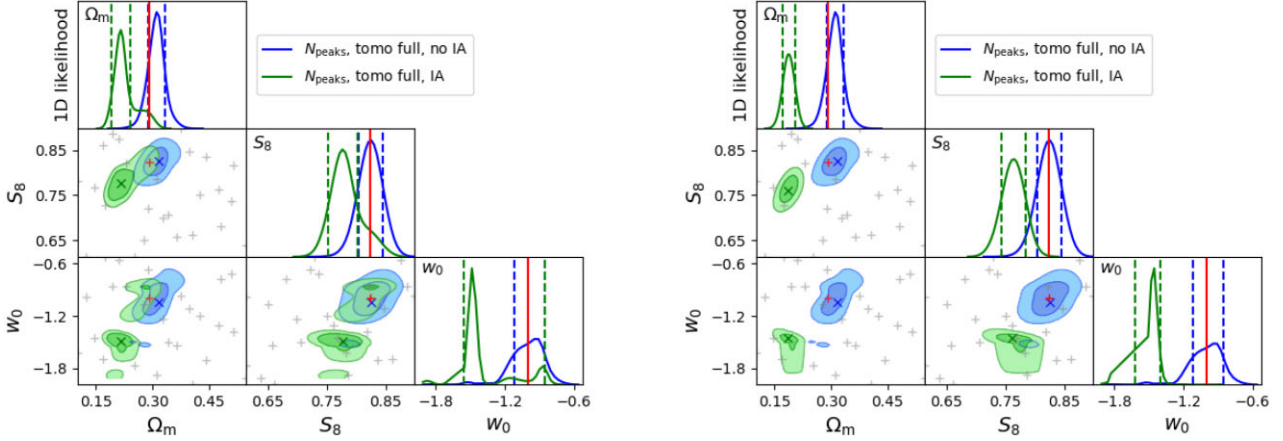 Ωm
1D likelihood
Npeaks, tomo full, no IA
Npeaks, tomo full, IA
S8
0.85
0.75
0.65
S8
w0
−0.6
−1.2
−1.8
w0
0.15 0.30 0.45
0.65 0.75 0.85
−1.8 −1.2 −0.6
Ωm
S8
w0
Ωm
1D likelihood
Npeaks, tomo full, no IA
Npeaks, tomo full, IA
S8
0.85
0.75
0.65
S8
w0
−0.6
−1.2
−1.8
w0
0.15 0.30 0.45
0.65 0.75 0.85
−1.8 −1.2 −0.6
Ωm
S8
w0